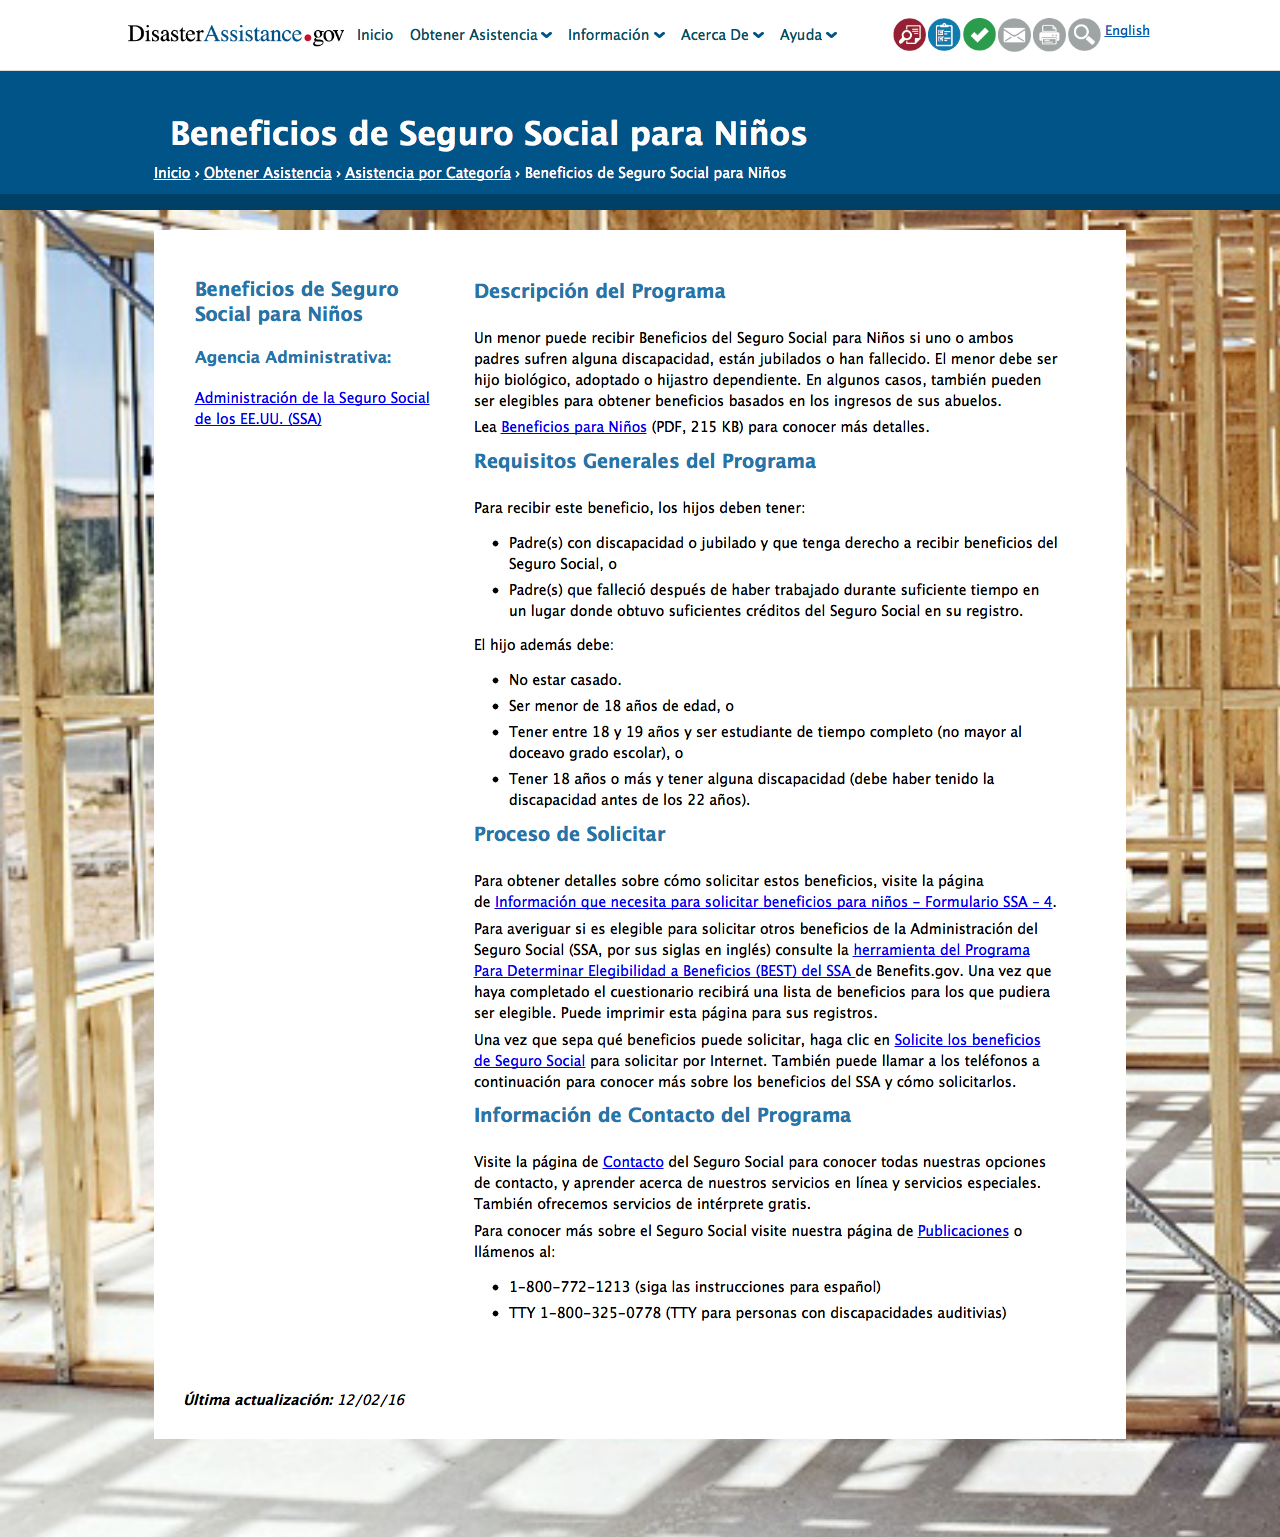 DisasterAssistance.gov Inicio Obtener Asistencia Información Acerca De Ayuda English
Beneficios de Seguro Social para Niños
Inicio › Obtener Asistencia › Asistencia por Categoría › Beneficios de Seguro Social para Niños
Beneficios de Seguro
Social para Niños
Agencia Administrativa:
Administración de la Seguro Social
de los EE.UU. (SSA)
Descripción del Programa
Un menor puede recibir Beneficios del Seguro Social para Niños si uno o ambos
padres sufren alguna discapacidad, están jubilados o han fallecido. El menor debe ser
hijo biológico, adoptado o hijastro dependiente. En algunos casos, también pueden
ser elegibles para obtener beneficios basados en los ingresos de sus abuelos.
Lea Beneficios para Niños (PDF, 215 KB) para conocer más detalles.
Requisitos Generales del Programa
Para recibir este beneficio, los hijos deben tener:
• Padre(s) con discapacidad o jubilado y que tenga derecho a recibir beneficios del
Seguro Social, o
• Padre(s) que falleció después de haber trabajado durante suficiente tiempo en
un lugar donde obtuvo suficientes créditos del Seguro Social en su registro.
El hijo además debe:
• No estar casado.
• Ser menor de 18 años de edad, o
• Tener entre 18 y 19 años y ser estudiante de tiempo completo (no mayor al
doceavo grado escolar), o
• Tener 18 años o más y tener alguna discapacidad (debe haber tenido la
discapacidad antes de los 22 años).
Proceso de Solicitar
Para obtener detalles sobre cómo solicitar estos beneficios, visite la página
de Información que necesita para solicitar beneficios para niños – Formulario SSA – 4.
Para averiguar si es elegible para solicitar otros beneficios de la Administración del
Seguro Social (SSA, por sus siglas en inglés) consulte la herramienta del Programa
Para Determinar Elegibilidad a Beneficios (BEST) del SSA de Benefits.gov. Una vez que
haya completado el cuestionario recibirá una lista de beneficios para los que pudiera
ser elegible. Puede imprimir esta página para sus registros.
Una vez que sepa qué beneficios puede solicitar, haga clic en Solicite los beneficios
de Seguro Social para solicitar por Internet. También puede llamar a los teléfonos a
continuación para conocer más sobre los beneficios del SSA y cómo solicitarlos.
Información de Contacto del Programa
Visite la página de Contacto del Seguro Social para conocer todas nuestras opciones
de contacto, y aprender acerca de nuestros servicios en línea y servicios especiales.
También ofrecemos servicios de intérprete gratis.
Para conocer más sobre el Seguro Social visite nuestra página de Publicaciones o
llámenos al:
• 1-800-772-1213 (siga las instrucciones para español)
• TTY 1-800-325-0778 (TTY para personas con discapacidades auditivias)
Última actualización: 12/02/16